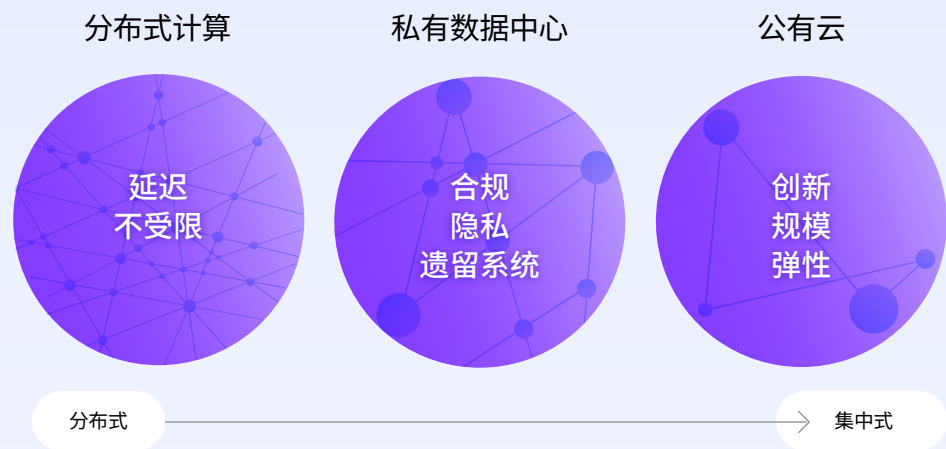 分布式计算
私有数据中心
公有云
延迟
不受限
合规
隐私
遗留系统
创新
规模
弹性
分布式
集中式